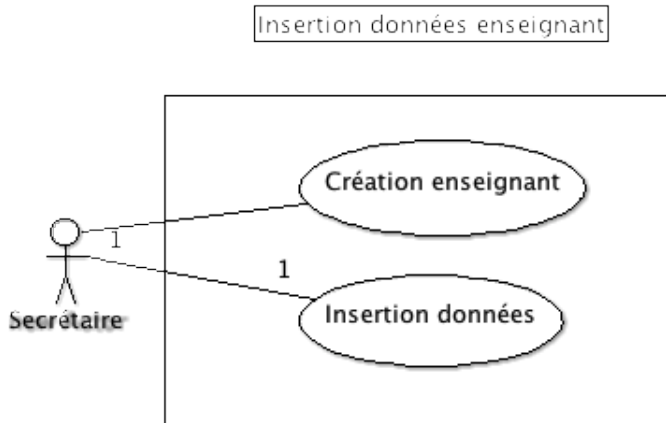 Insertion données enseignant
Création enseignant
1
1
Insertion données
Secrétaire